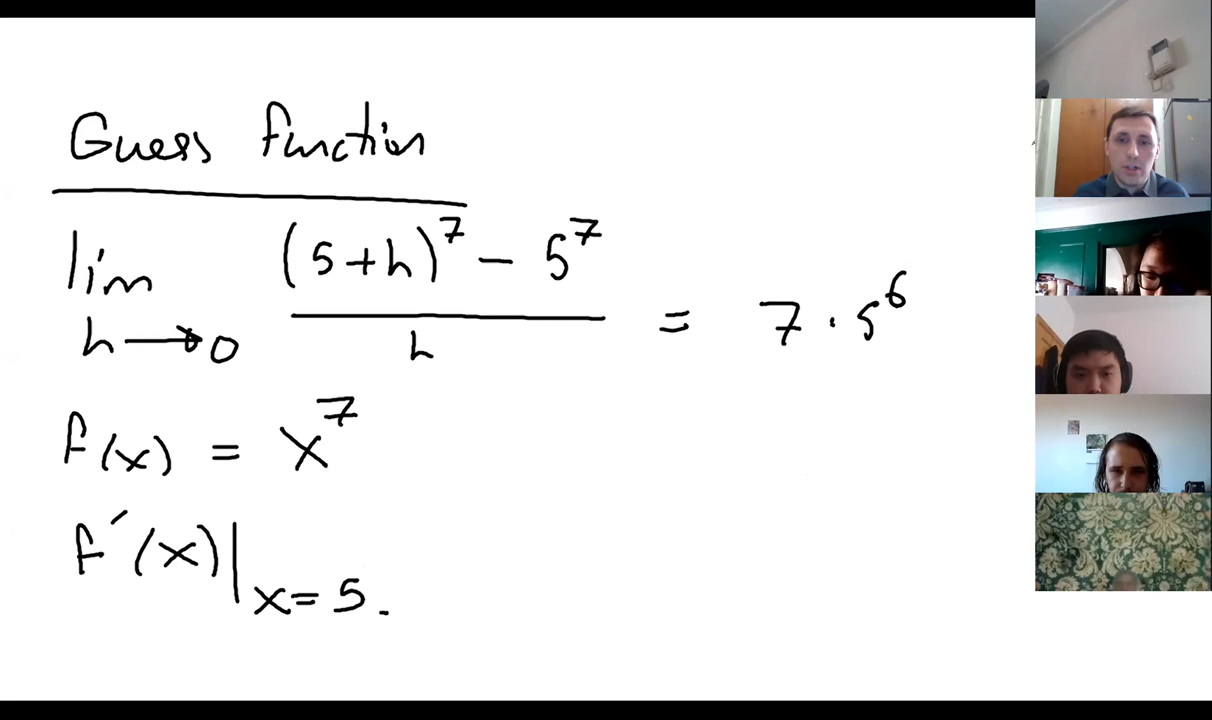 Guess function
lim h→0 ((5+h)^7 - 5^7) / h = 7 · 5^6
f(x) = x^7
f′(x)|x=5.